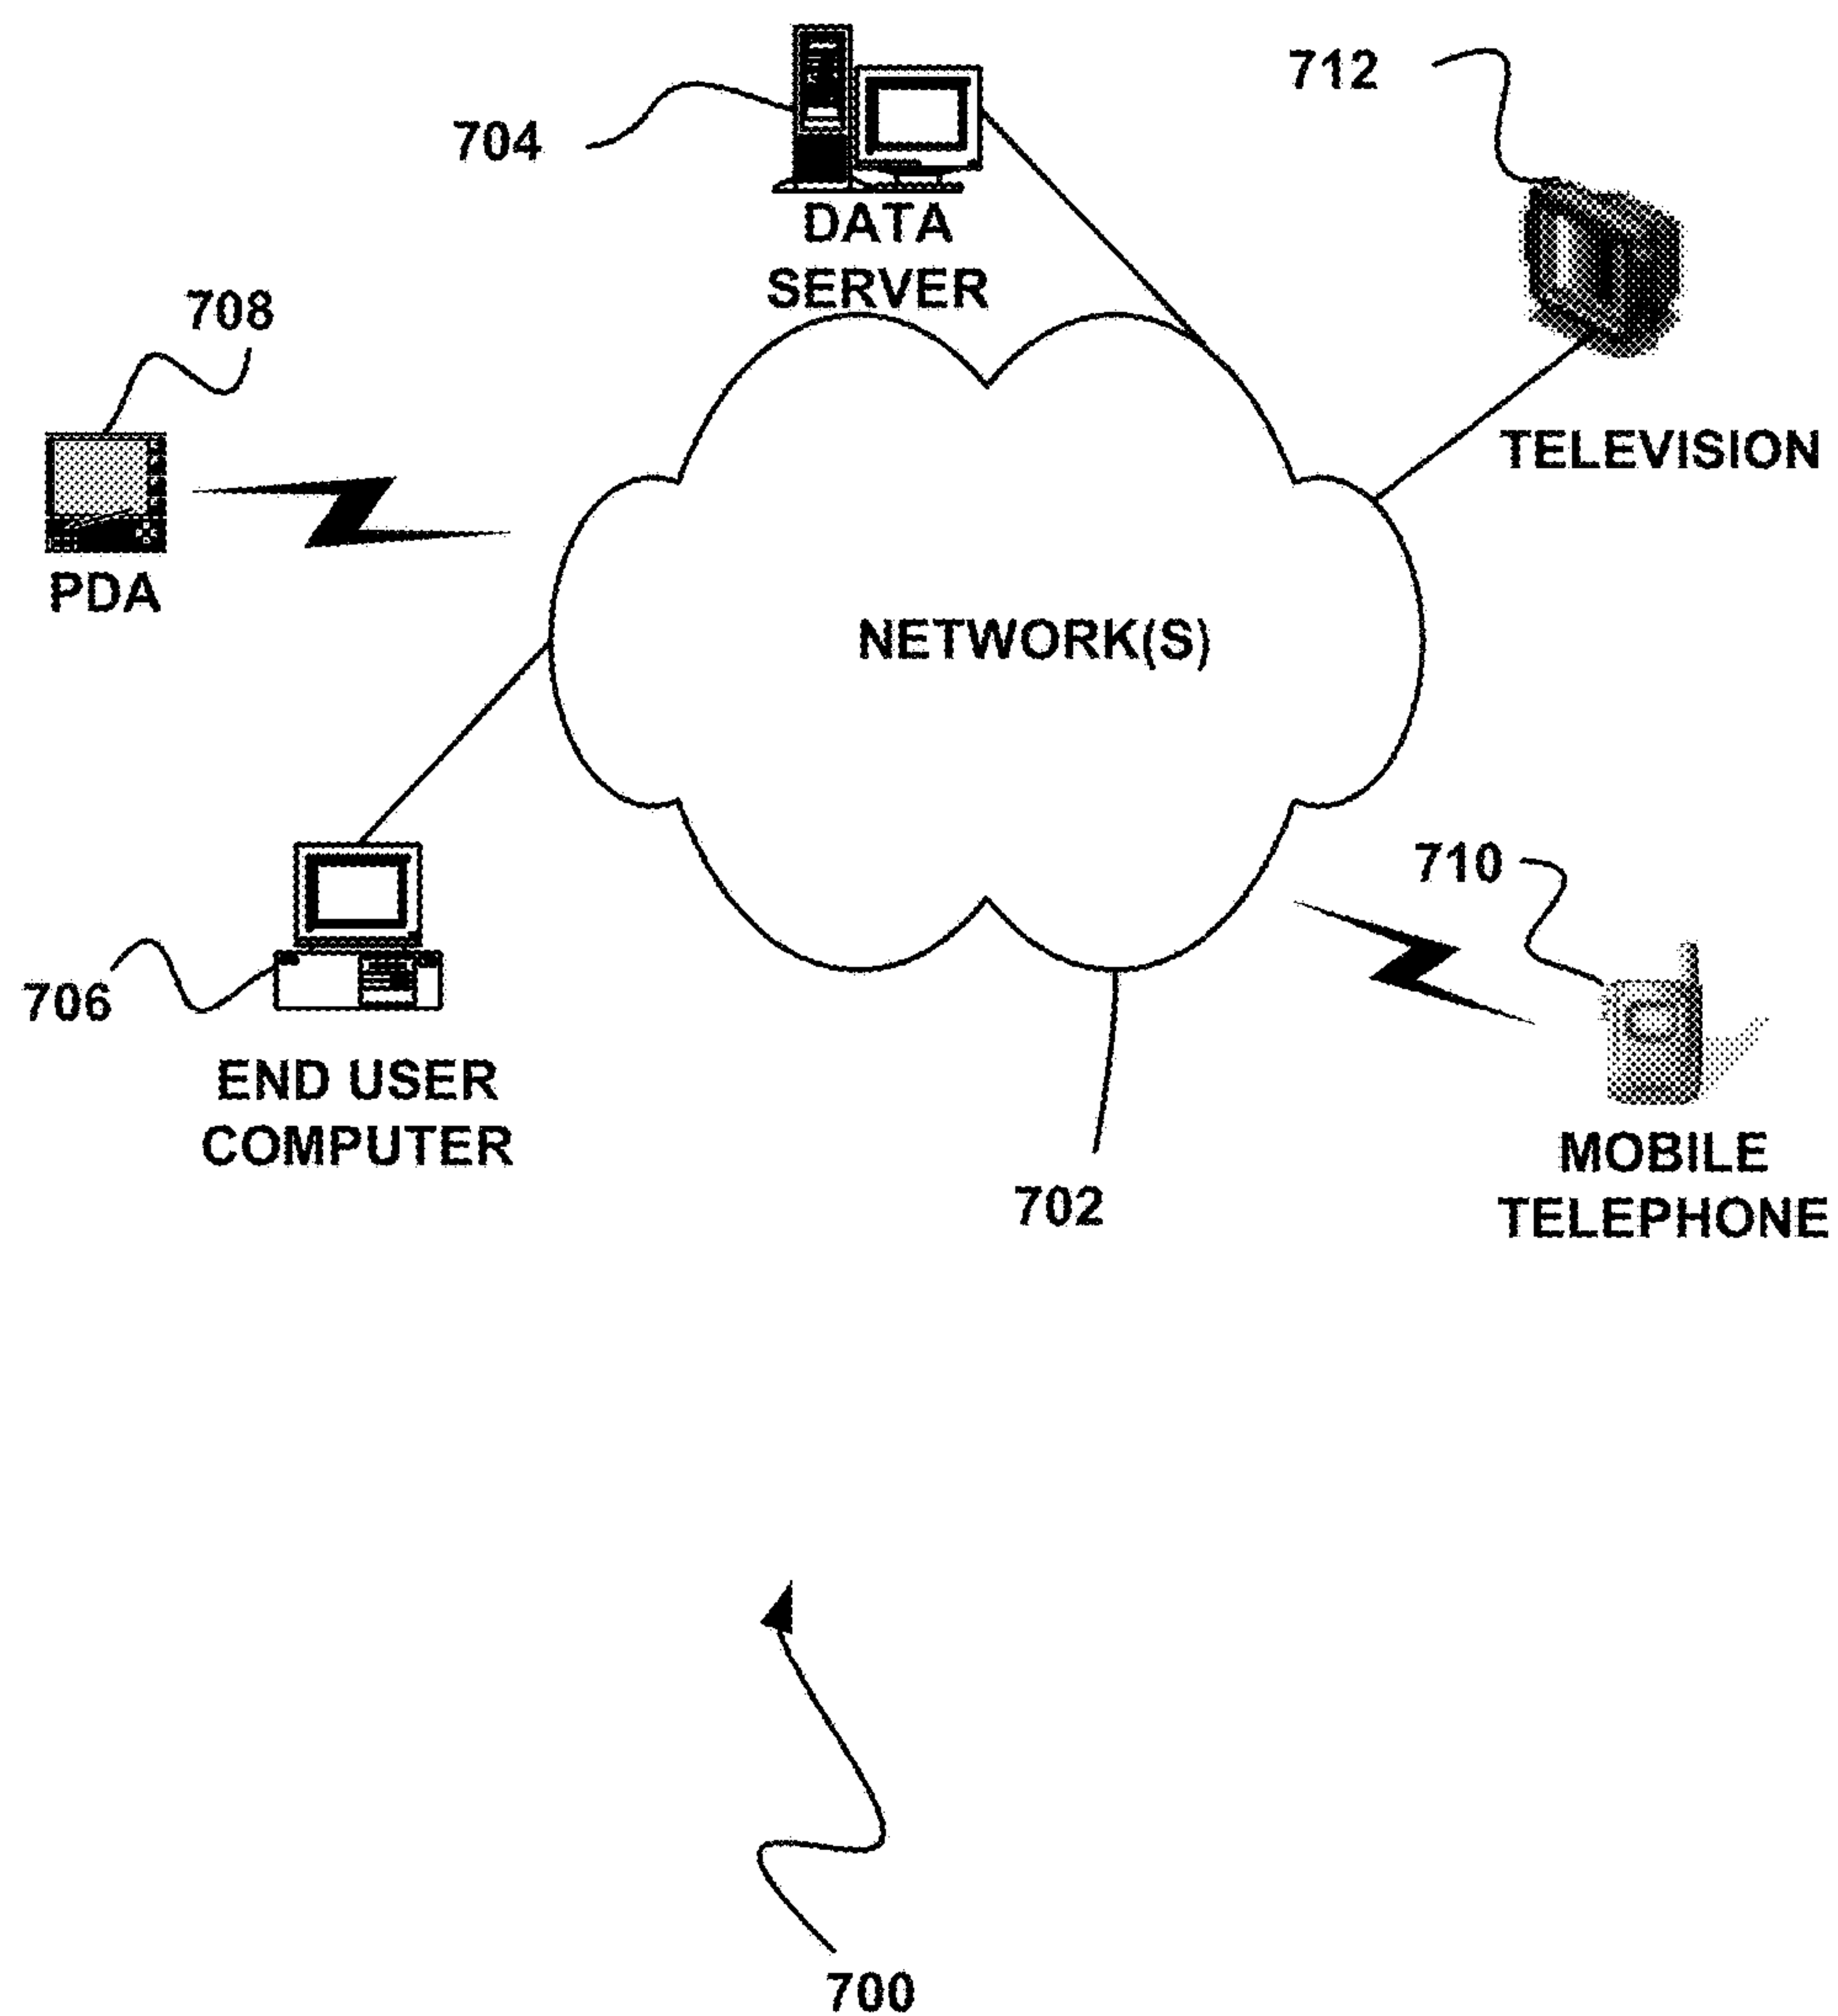 712
704
DATA
SERVER
708
TELEVISION
PDA
NETWORK(S)
710
706
END USER
COMPUTER
MOBILE
TELEPHONE
702
700